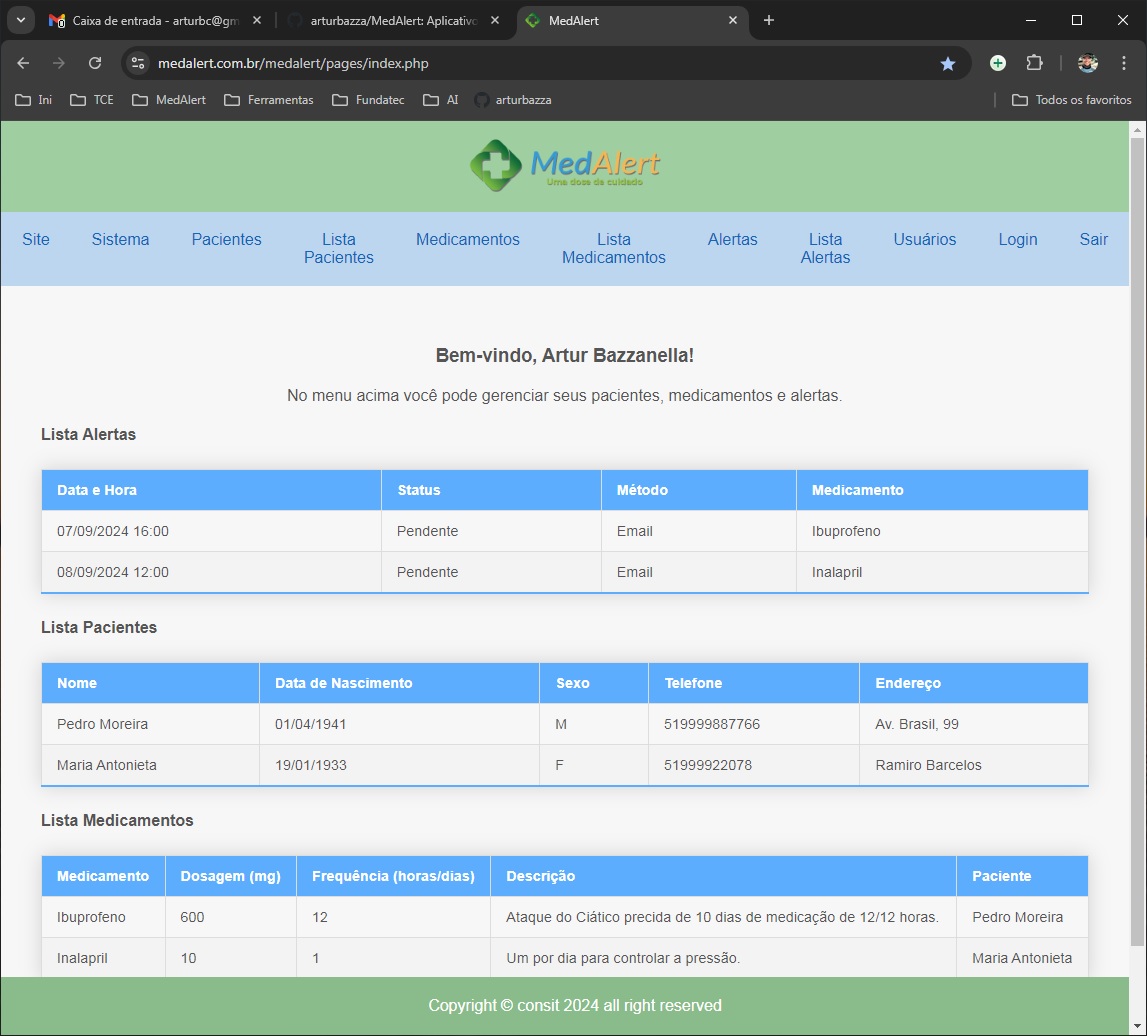 Caixa de entrada - arturbc@gm
arturbazza/MedAlert: Aplicativo
MedAlert
medalert.com.br/medalert/pages/index.php
Ini TCE MedAlert Ferramentas Fundatec AI arturbazza Todos os favoritos
MedAlert
Uma dose de cuidado
Site Sistema Pacientes Lista Pacientes Medicamentos Lista Medicamentos Alertas Lista Alertas Usuários Login Sair
Bem-vindo, Artur Bazzanella!
No menu acima você pode gerenciar seus pacientes, medicamentos e alertas.
Lista Alertas
Data e Hora Status Método Medicamento
07/09/2024 16:00 Pendente Email Ibuprofeno
08/09/2024 12:00 Pendente Email Inalapril
Lista Pacientes
Nome Data de Nascimento Sexo Telefone Endereço
Pedro Moreira 01/04/1941 M 519999887766 Av. Brasil, 99
Maria Antonieta 19/01/1933 F 51999922078 Ramiro Barcelos
Lista Medicamentos
Medicamento Dosagem (mg) Frequência (horas/dias) Descrição Paciente
Ibuprofeno 600 12 Ataque do Ciático precida de 10 dias de medicação de 12/12 horas. Pedro Moreira
Inalapril 10 1 Um por dia para controlar a pressão. Maria Antonieta
Copyright © consit 2024 all right reserved